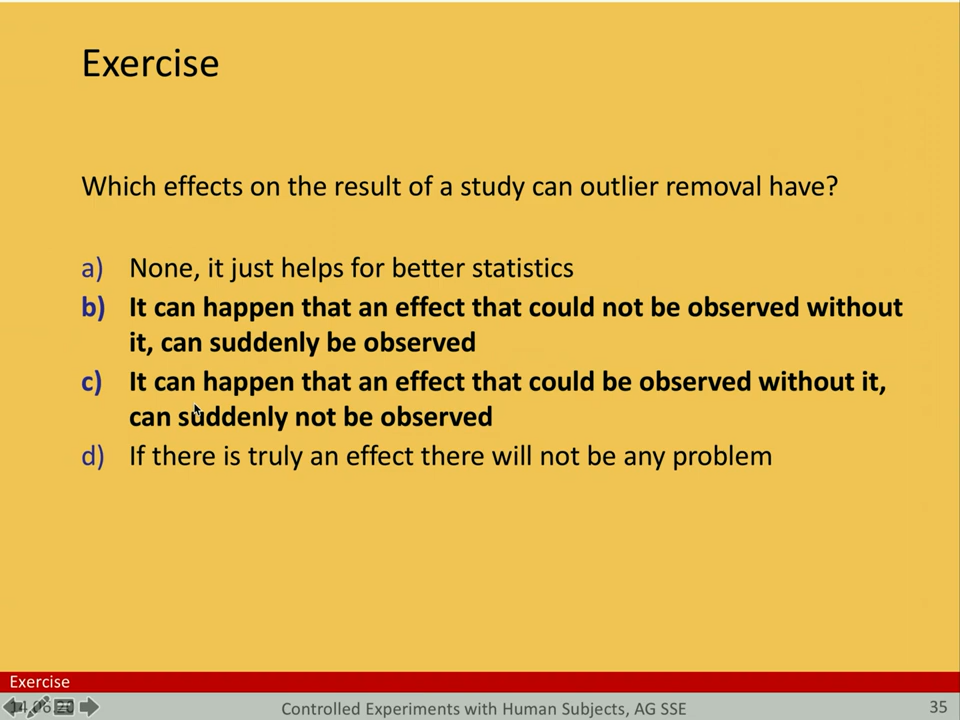 Exercise
Which effects on the result of a study can outlier removal have?
a) None, it just helps for better statistics
b) It can happen that an effect that could not be observed without
it, can suddenly be observed
c) It can happen that an effect that could be observed without it,
can suddenly not be observed
d) If there is truly an effect there will not be any problem
Exercise
Controlled Experiments with Human Subjects, AG SSE
35